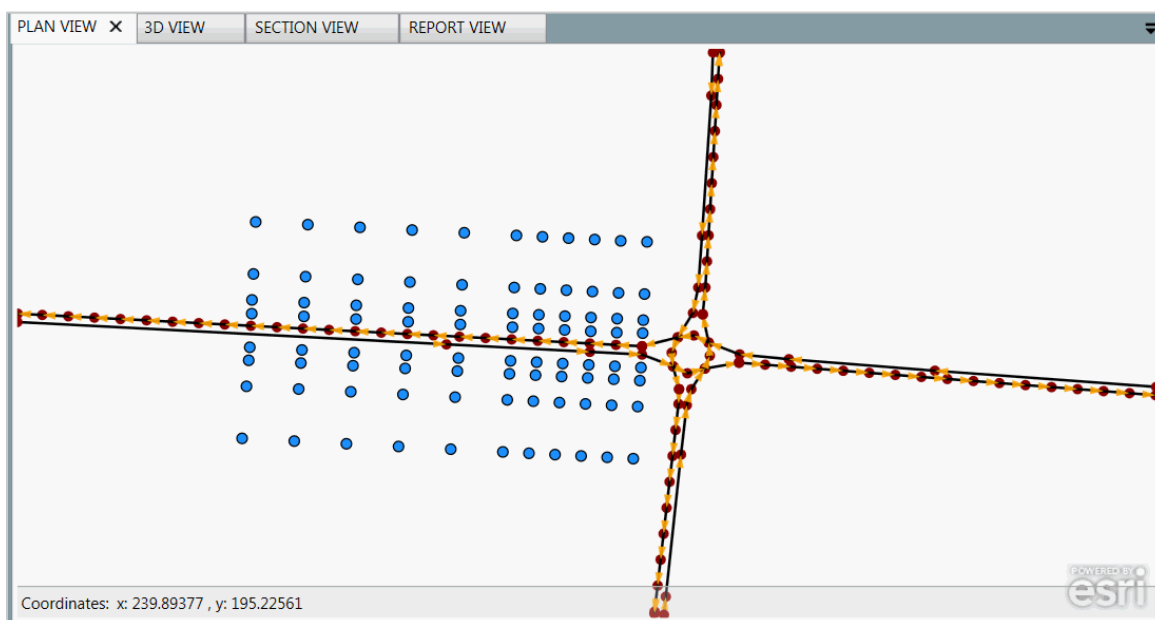 PLAN VIEW X 3D VIEW SECTION VIEW REPORT VIEW
POWERED BY
esri
Coordinates: x: 239.89377 , y: 195.22561